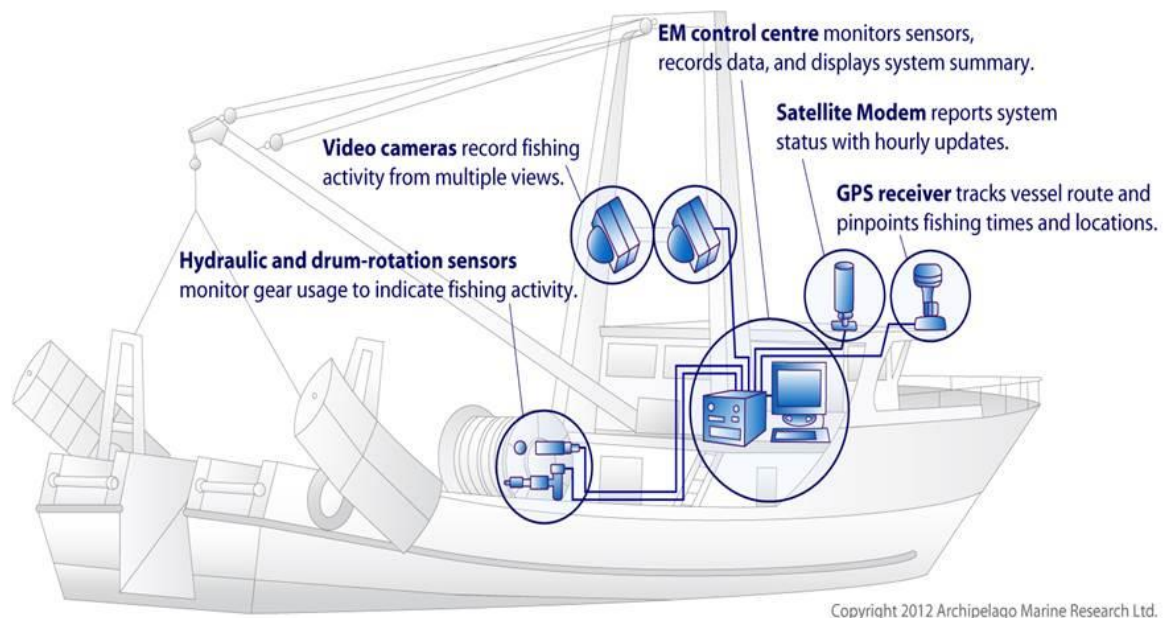 EM control centre monitors sensors,
records data, and displays system summary.
Satellite Modem reports system
status with hourly updates.
Video cameras record fishing
activity from multiple views.
GPS receiver tracks vessel route and
pinpoints fishing times and locations.
Hydraulic and drum-rotation sensors
monitor gear usage to indicate fishing activity.
Copyright 2012 Archipelago Marine Research Ltd.